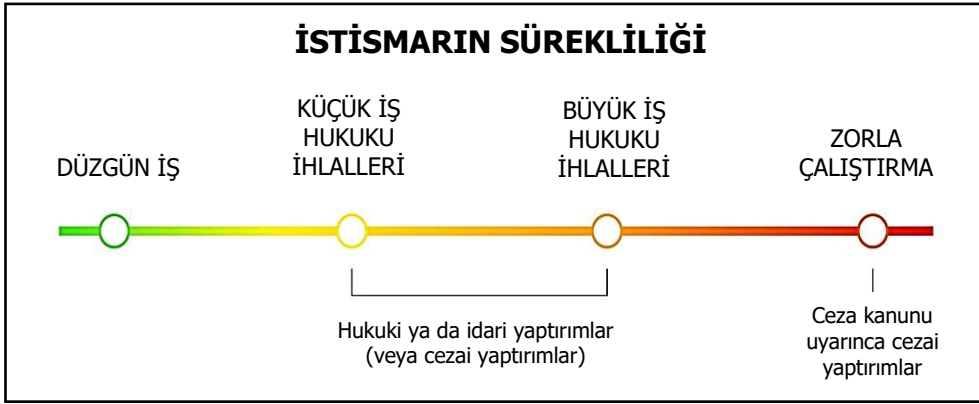 İSTİSMARIN SÜREKLİLİĞİ
DÜZGÜN İŞ
KÜÇÜK İŞ
HUKUKU
İHLALLERİ
BÜYÜK İŞ
HUKUKU
İHLALLERİ
ZORLA
ÇALIŞTIRMA
Hukuki ya da idari yaptırımlar
(veya cezai yaptırımlar)
Ceza kanunu
uyarınca cezai
yaptırımlar